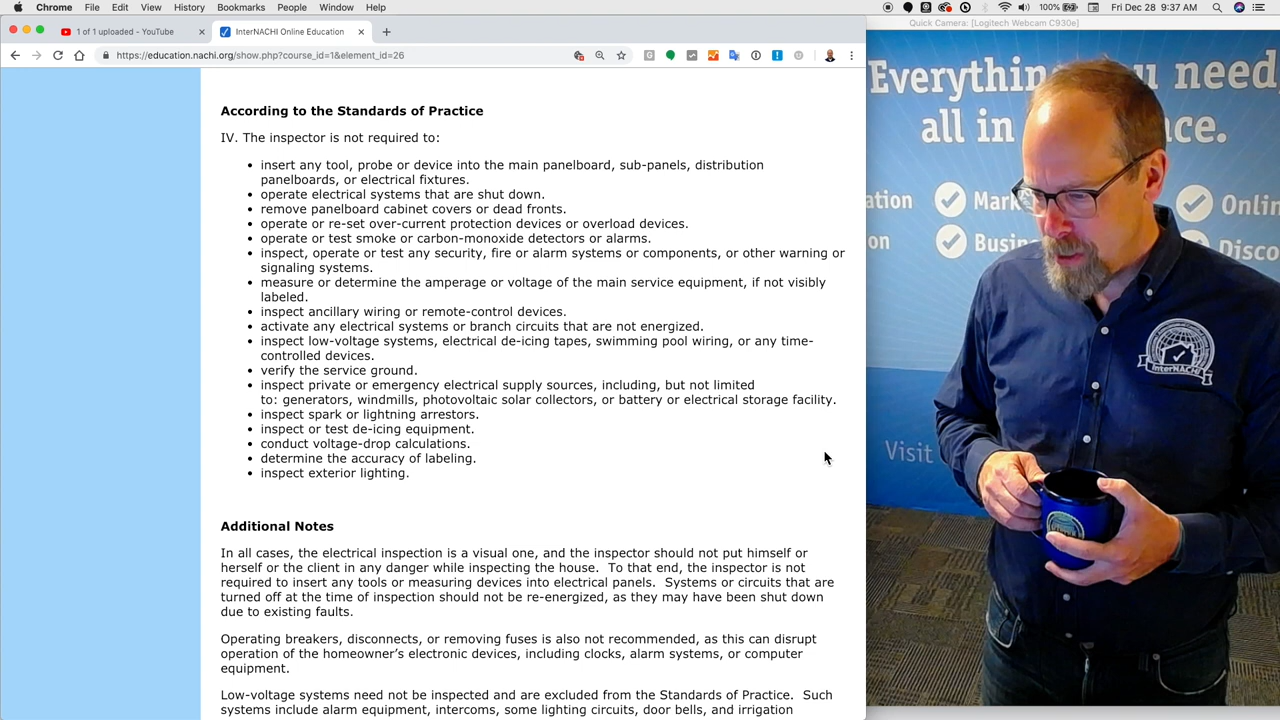 Chrome File Edit View History Bookmarks People Window Help
100% Fri Dec 28 9:37 AM
1 of 1 uploaded - YouTube
InterNACHI Online Education
Quick Camera: [Logitech Webcam C930e]
https://education.nachi.org/show.php?course_id=1&element_id=26
According to the Standards of Practice
IV. The inspector is not required to:
insert any tool, probe or device into the main panelboard, sub-panels, distribution
panelboards, or electrical fixtures.
operate electrical systems that are shut down.
remove panelboard cabinet covers or dead fronts.
operate or re-set over-current protection devices or overload devices.
operate or test smoke or carbon-monoxide detectors or alarms.
inspect, operate or test any security, fire or alarm systems or components, or other warning or
signaling systems.
measure or determine the amperage or voltage of the main service equipment, if not visibly
labeled.
inspect ancillary wiring or remote-control devices.
activate any electrical systems or branch circuits that are not energized.
inspect low-voltage systems, electrical de-icing tapes, swimming pool wiring, or any time-
controlled devices.
verify the service ground.
inspect private or emergency electrical supply sources, including, but not limited
to: generators, windmills, photovoltaic solar collectors, or battery or electrical storage facility.
inspect spark or lightning arrestors.
inspect or test de-icing equipment.
conduct voltage-drop calculations.
determine the accuracy of labeling.
inspect exterior lighting.
Additional Notes
In all cases, the electrical inspection is a visual one, and the inspector should not put himself or
herself or the client in any danger while inspecting the house. To that end, the inspector is not
required to insert any tools or measuring devices into electrical panels. Systems or circuits that are
turned off at the time of inspection should not be re-energized, as they may have been shut down
due to existing faults.
Operating breakers, disconnects, or removing fuses is also not recommended, as this can disrupt
operation of the homeowner's electronic devices, including clocks, alarm systems, or computer
equipment.
Low-voltage systems need not be inspected and are excluded from the Standards of Practice. Such
systems include alarm equipment, intercoms, some lighting circuits, door bells, and irrigation
Everything u need,
all in ce.
ation Mark Onlin
on Busin Disco
Visit
InterNACHI